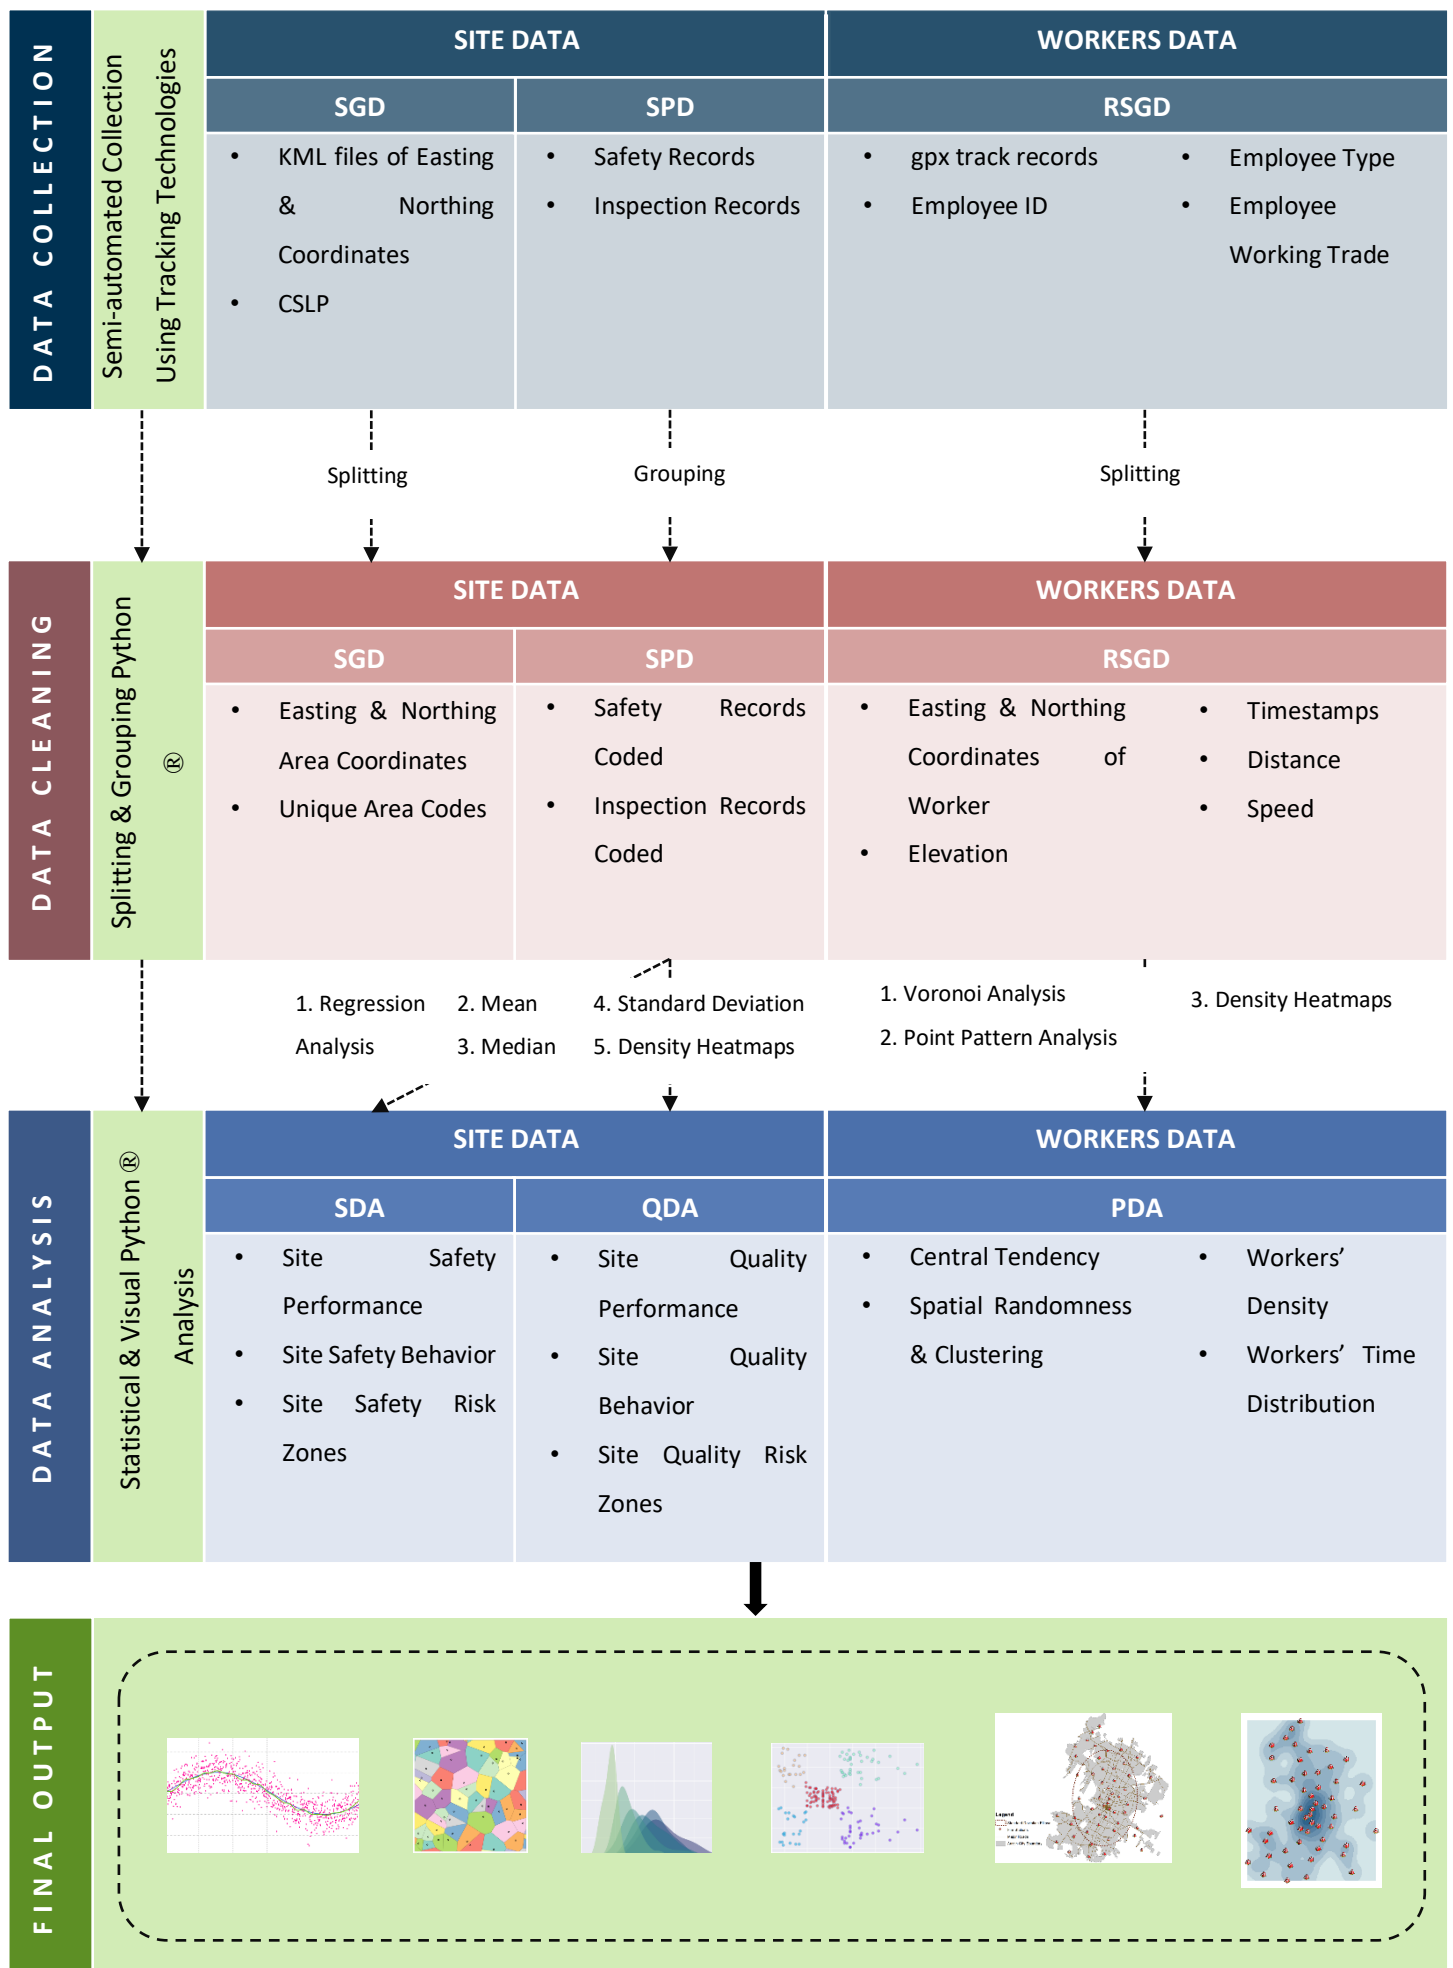 DATA COLLECTION
Semi-automated Collection
Using Tracking Technologies
SITE DATA
WORKERS DATA
SGD
SPD
RSGD
• KML files of Easting
& Northing
Coordinates
• CSLP
• Safety Records
• Inspection Records
• gpx track records
• Employee ID
• Employee Type
• Employee
Working Trade
Splitting
Grouping
Splitting
DATA CLEANING
Splitting & Grouping Python
®
SITE DATA
WORKERS DATA
SGD
SPD
RSGD
• Easting & Northing
Area Coordinates
• Unique Area Codes
• Safety Records
Coded
• Inspection Records
Coded
• Easting & Northing
Coordinates of
Worker
• Elevation
• Timestamps
• Distance
• Speed
1. Regression
Analysis
2. Mean
3. Median
4. Standard Deviation
5. Density Heatmaps
1. Voronoi Analysis
2. Point Pattern Analysis
3. Density Heatmaps
DATA ANALYSIS
Statistical & Visual Python ®
Analysis
SITE DATA
WORKERS DATA
SDA
QDA
PDA
• Site Safety
Performance
• Site Safety Behavior
• Site Safety Risk
Zones
• Site Quality
Performance
• Site Quality
Behavior
• Site Quality Risk
Zones
• Central Tendency
• Spatial Randomness
& Clustering
• Workers’
Density
• Workers’ Time
Distribution
FINAL OUTPUT
Legend